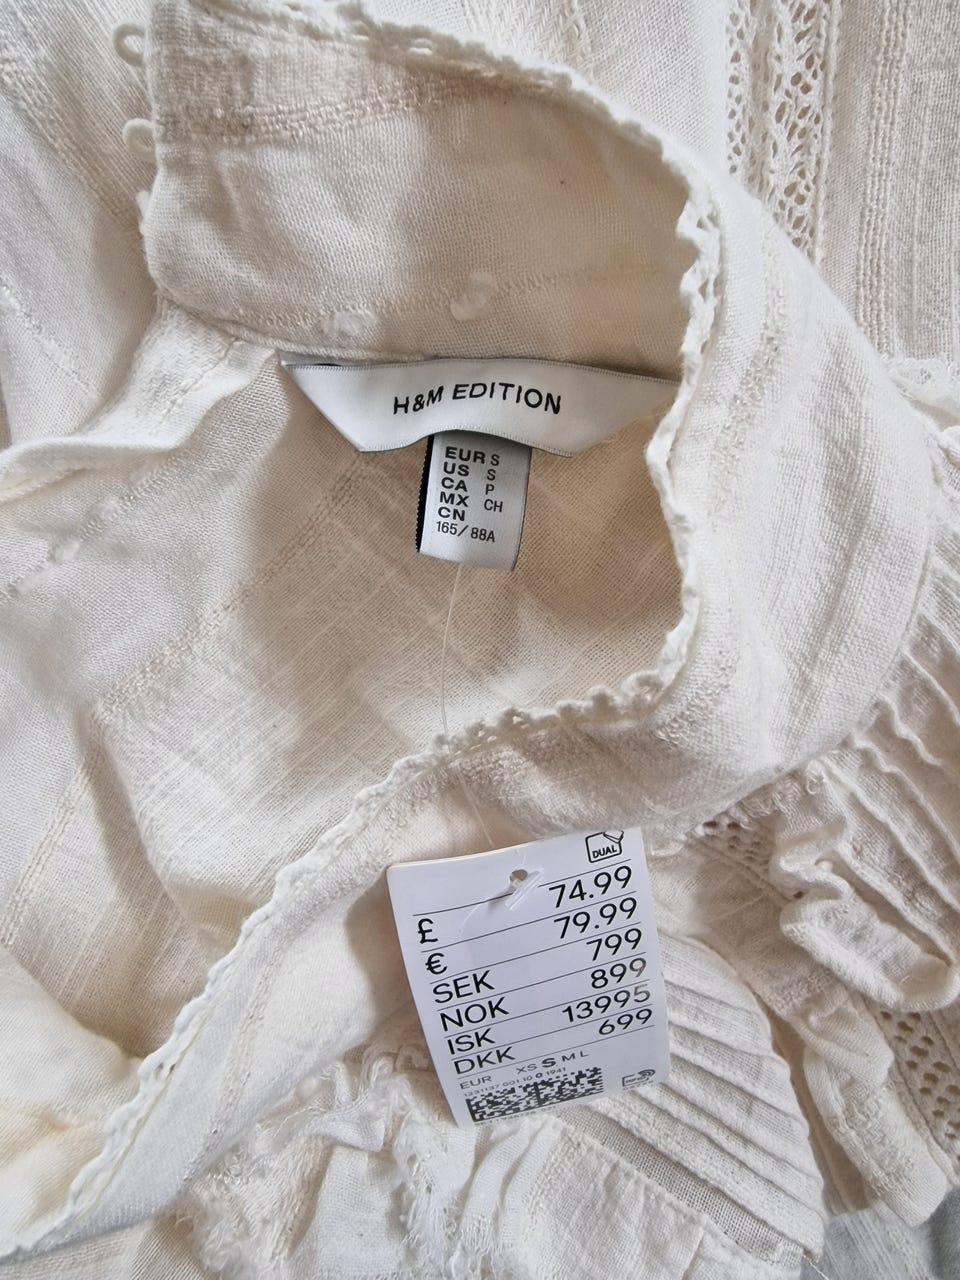 H&M EDITION
EUR S
US S
CA P
MX CH
CN
165/88A
DUAL
£ 74.99
€ 79.99
SEK 799
NOK 899
ISK 13995
DKK 699
EUR XS S M L